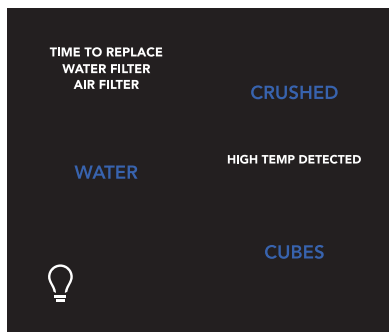 TIME TO REPLACE
WATER FILTER
AIR FILTER
CRUSHED
WATER
HIGH TEMP DETECTED
CUBES